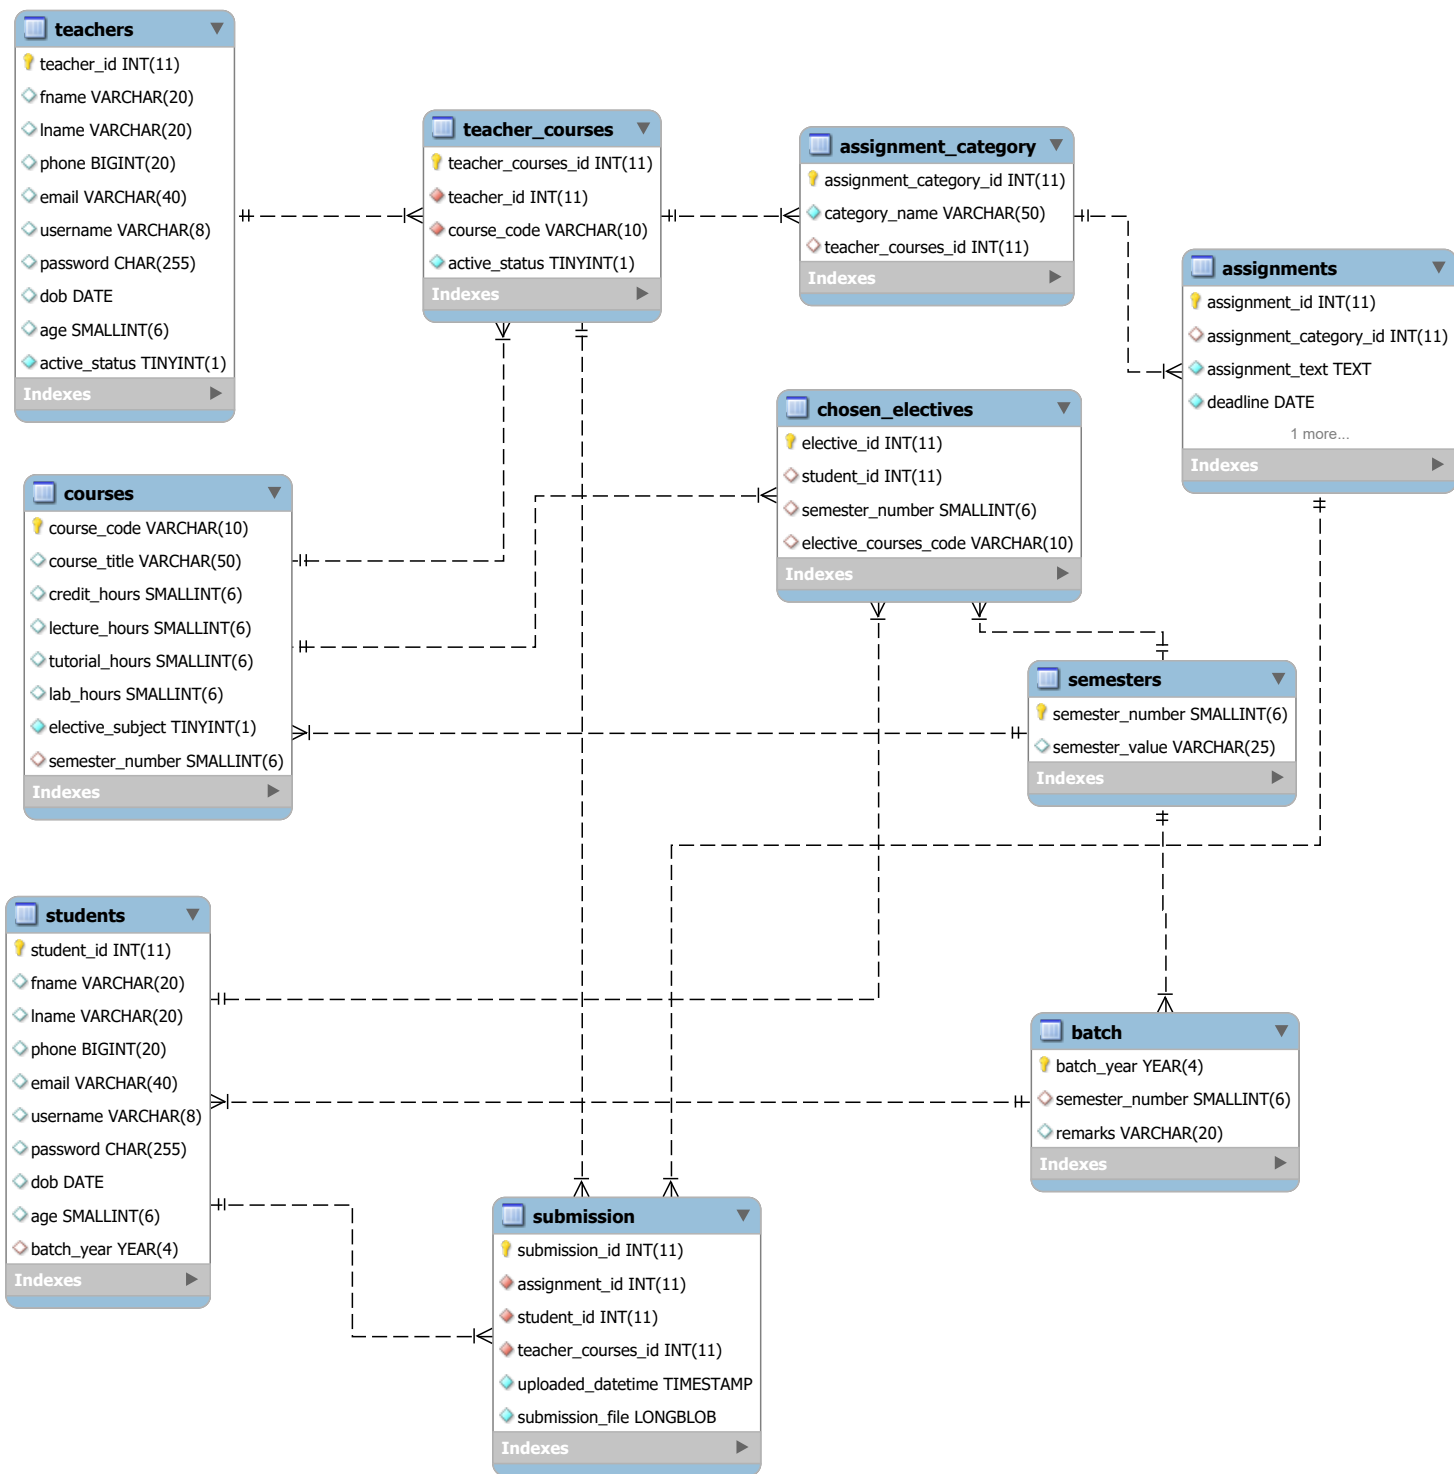 teachers
teacher_id INT(11)
fname VARCHAR(20)
lname VARCHAR(20)
phone BIGINT(20)
email VARCHAR(40)
username VARCHAR(8)
password CHAR(255)
dob DATE
age SMALLINT(6)
active_status TINYINT(1)
Indexes
teacher_courses
teacher_courses_id INT(11)
teacher_id INT(11)
course_code VARCHAR(10)
active_status TINYINT(1)
Indexes
assignment_category
assignment_category_id INT(11)
category_name VARCHAR(50)
teacher_courses_id INT(11)
Indexes
assignments
assignment_id INT(11)
assignment_category_id INT(11)
assignment_text TEXT
deadline DATE
1 more...
Indexes
chosen_electives
elective_id INT(11)
student_id INT(11)
semester_number SMALLINT(6)
elective_courses_code VARCHAR(10)
Indexes
courses
course_code VARCHAR(10)
course_title VARCHAR(50)
credit_hours SMALLINT(6)
lecture_hours SMALLINT(6)
tutorial_hours SMALLINT(6)
lab_hours SMALLINT(6)
elective_subject TINYINT(1)
semester_number SMALLINT(6)
Indexes
semesters
semester_number SMALLINT(6)
semester_value VARCHAR(25)
Indexes
students
student_id INT(11)
fname VARCHAR(20)
lname VARCHAR(20)
phone BIGINT(20)
email VARCHAR(40)
username VARCHAR(8)
password CHAR(255)
dob DATE
age SMALLINT(6)
batch_year YEAR(4)
Indexes
batch
batch_year YEAR(4)
semester_number SMALLINT(6)
remarks VARCHAR(20)
Indexes
submission
submission_id INT(11)
assignment_id INT(11)
student_id INT(11)
teacher_courses_id INT(11)
uploaded_datetime TIMESTAMP
submission_file LONGBLOB
Indexes